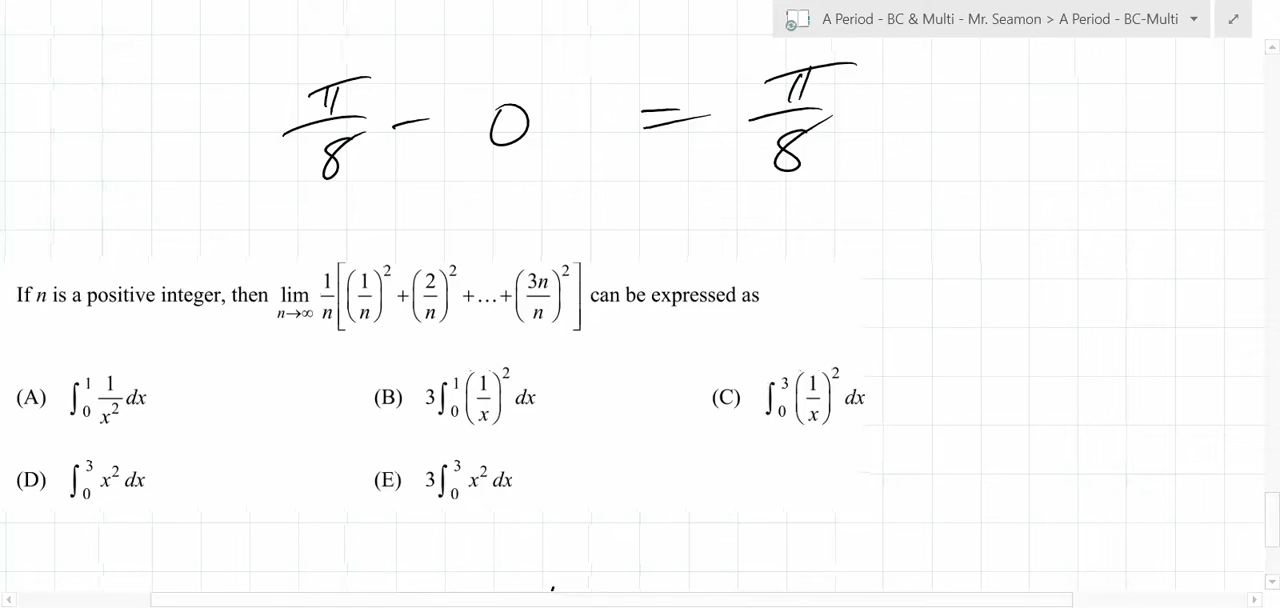 A Period - BC & Multi - Mr. Seamon > A Period - BC-Multi
π/8 - 0 = π/8
If n is a positive integer, then lim n→∞ 1/n [(1/n)² + (2/n)² + ... + (3n/n)²] can be expressed as
(A) ∫₀¹ 1/x² dx (B) 3∫₀¹ (1/x)² dx (C) ∫₀³ (1/x)² dx
(D) ∫₀³ x² dx (E) 3∫₀³ x² dx